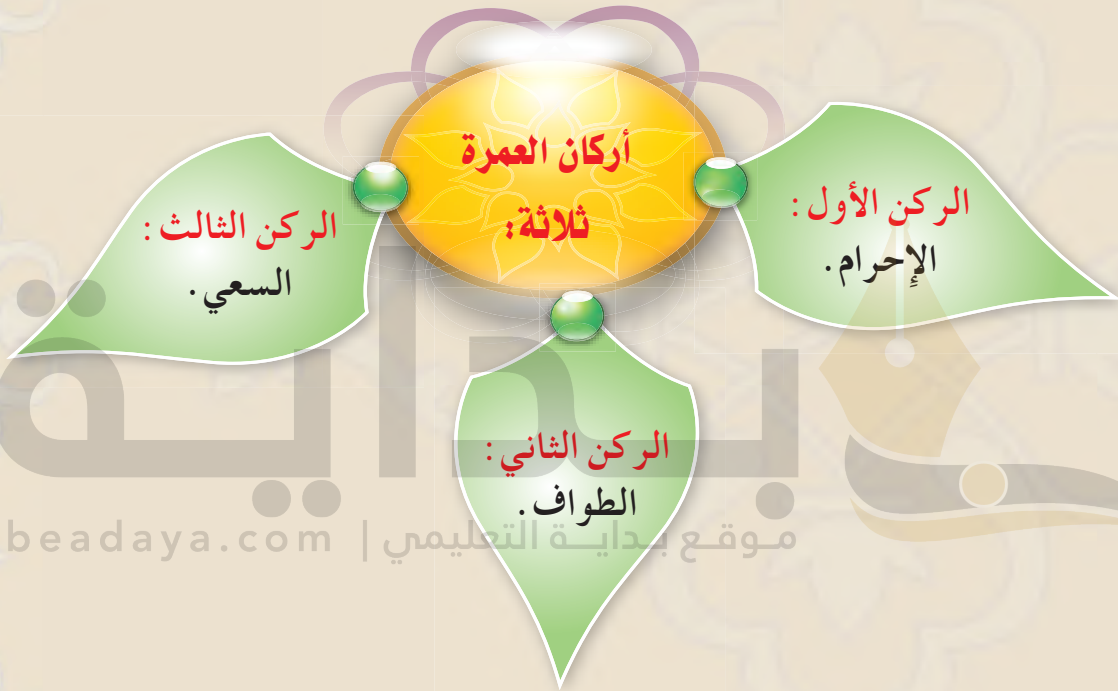 أركان العمرة
ثلاثة:
الركن الأول:
الإحرام.
الركن الثاني:
الطواف.
الركن الثالث:
السعي.
بداية
موقع بداية التعليمي | beadaya.com